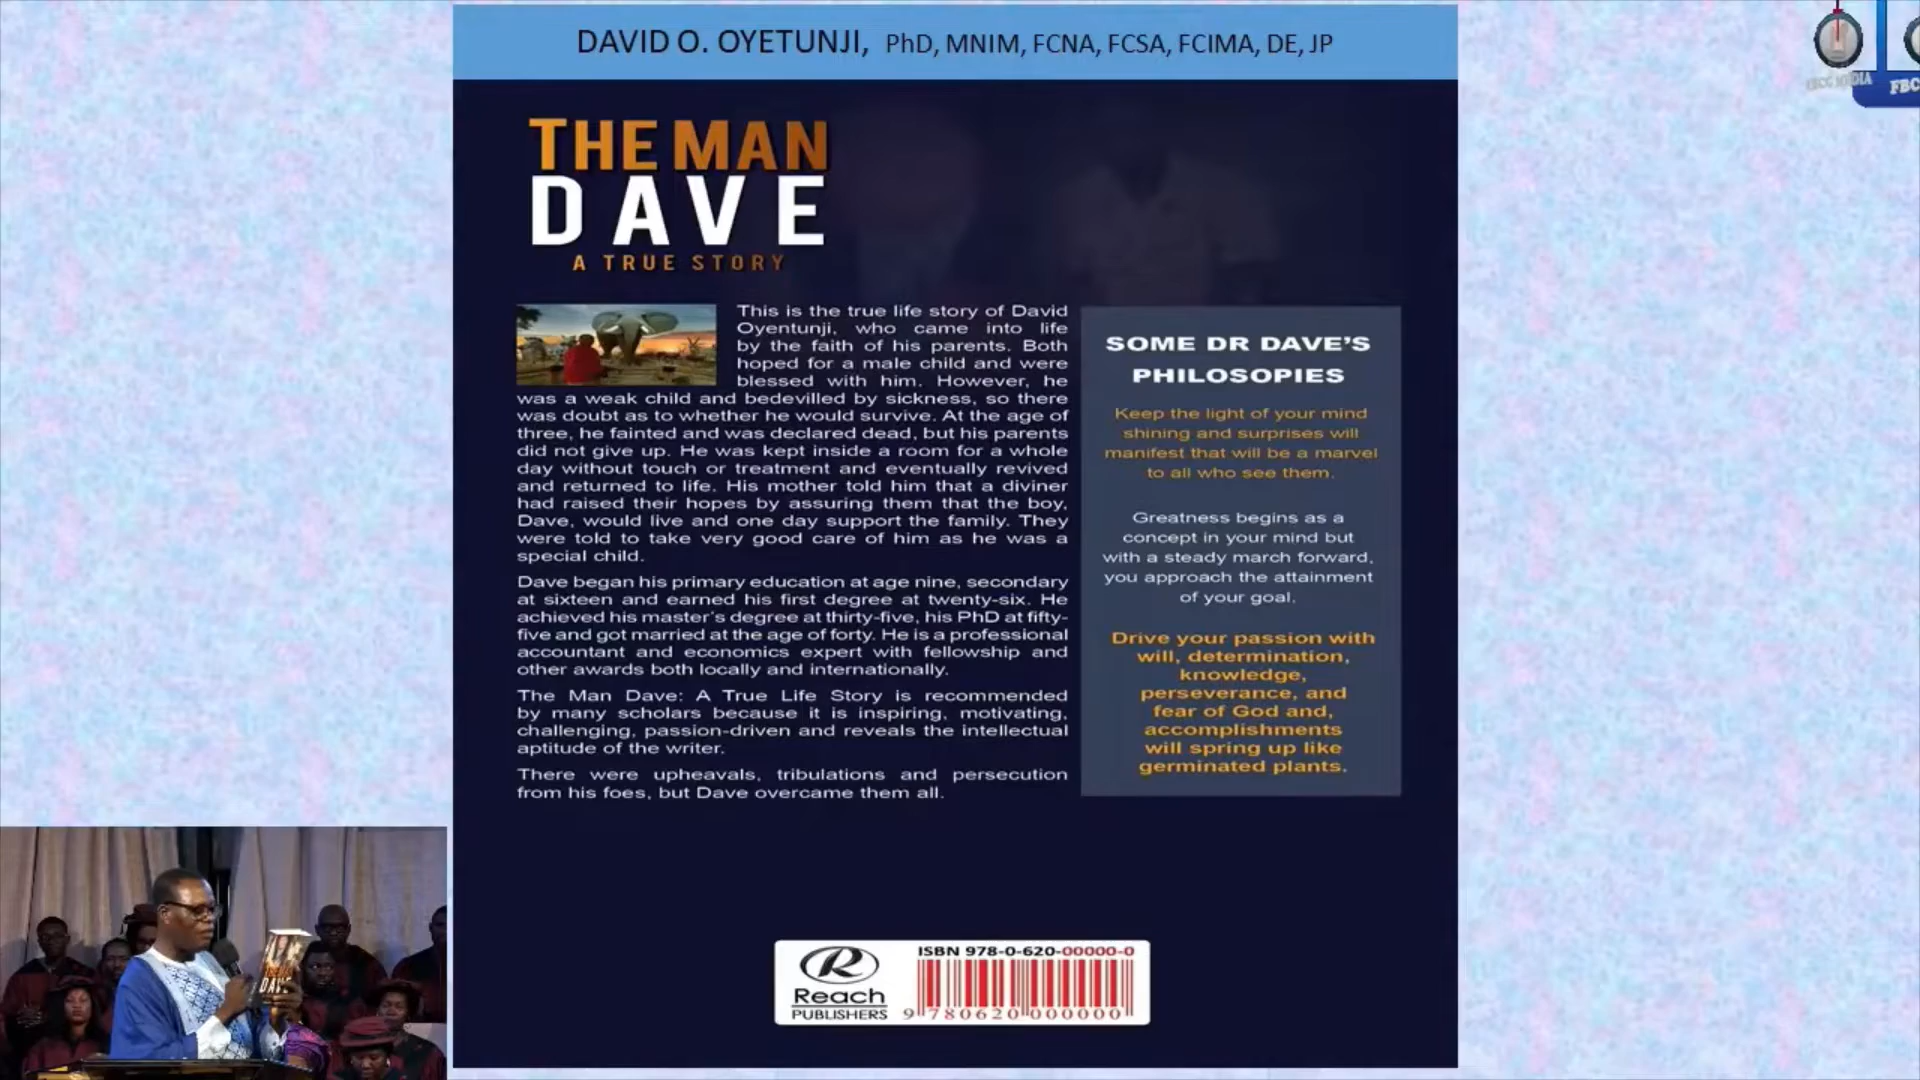 DAVID O. OYETUNJI, PhD, MNIM, FCNA, FCSA, FCIMA, DE, JP
THE MAN
DAVE
A TRUE STORY
This is the true life story of David
Oyentunji, who came into life
by the faith of his parents. Both
hoped for a male child and were
blessed with him. However, he
was a weak child and bedevilled by sickness, so there
was doubt as to whether he would survive. At the age of
three, he fainted and was declared dead, but his parents
did not give up. He was kept inside a room for a whole
day without touch or treatment and eventually revived
and returned to life. His mother told him that a diviner
had raised their hopes by assuring them that the boy,
Dave, would live and one day support the family. They
were told to take very good care of him as he was a
special child.
Dave began his primary education at age nine, secondary
at sixteen and earned his first degree at twenty-six. He
achieved his master's degree at thirty-five, his PhD at fifty-
five and got married at the age of forty. He is a professional
accountant and economics expert with fellowship and
other awards both locally and internationally.
The Man Dave: A True Life Story is recommended
by many scholars because it is inspiring, motivating,
challenging, passion-driven and reveals the intellectual
aptitude of the writer.
There were upheavals, tribulations and persecution
from his foes, but Dave overcame them all.
SOME DR DAVE'S
PHILOSOPIES
Keep the light of your mind
shining and surprises will
manifest that will be a marvel
to all who see them.
Greatness begins as a
concept in your mind but
with a steady march forward,
you approach the attainment
of your goal.
Drive your passion with
will, determination,
knowledge,
perseverance, and
fear of God and,
accomplishments
will spring up like
germinated plants.
Reach
PUBLISHERS
ISBN 978-0-620-00000-0
9 780620 000000
FBCC MEDIA
FBC
DAVE